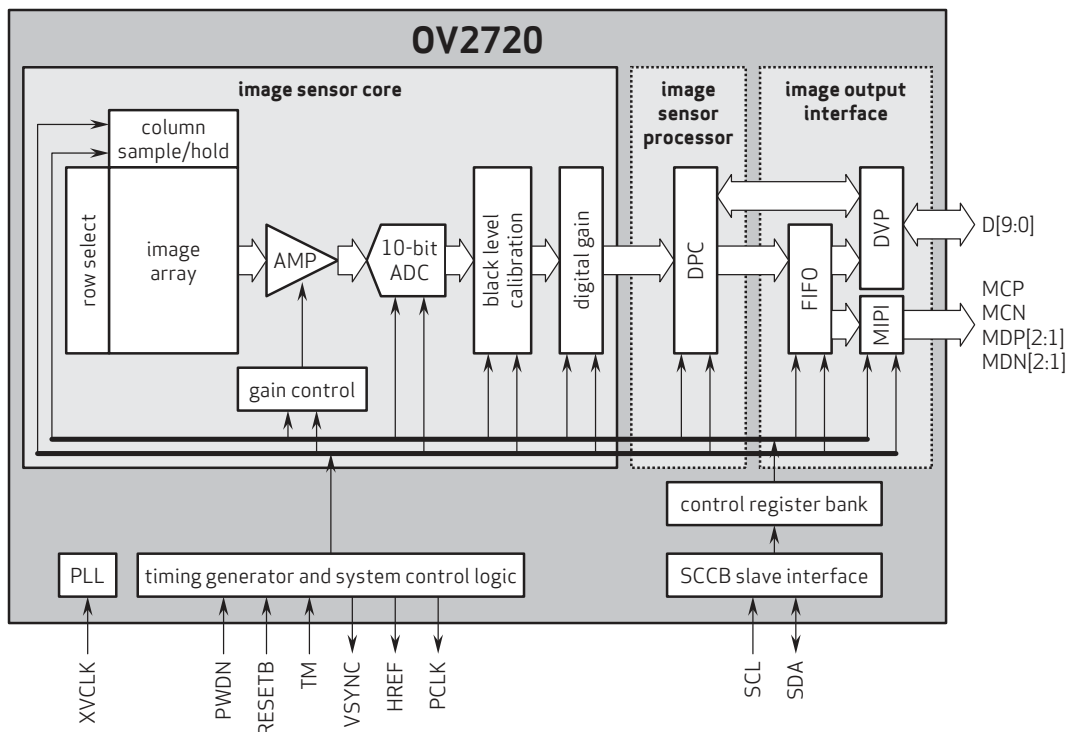 OV2720
image sensor core
image
sensor
processor
image output
interface
column
sample/hold
row select
image
array
AMP
10-bit
ADC
black level
calibration
digital gain
DPC
FIFO
DVP
MIPI
D[9:0]
MCP
MCN
MDP[2:1]
MDN[2:1]
gain control
control register bank
PLL
timing generator and system control logic
SCCB slave interface
XVCLK
PWDN
RESETB
TM
VSYNC
HREF
PCLK
SCL
SDA